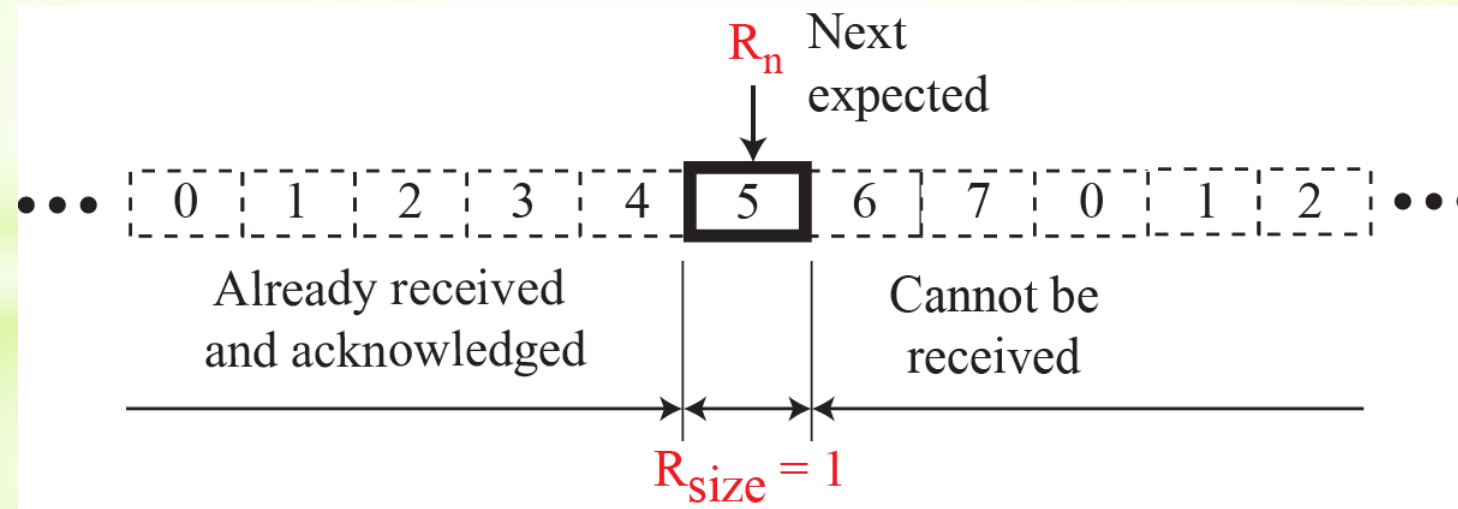 Rn Next
expected
••• 0 1 2 3 4 5 6 7 0 1 2 •••
Already received
and acknowledged
Cannot be
received
Rsize = 1